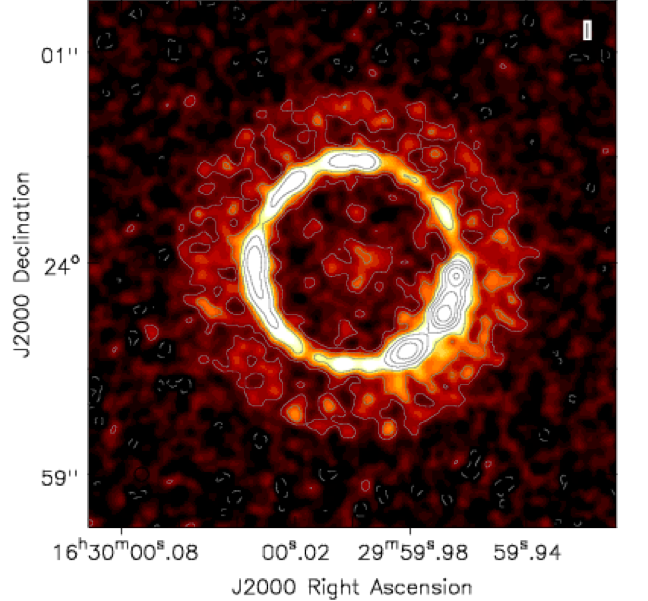 01"
24°
59"
J2000 Declination
16ʰ30ᵐ00ˢ.08 00ˢ.02 29ᵐ59ˢ.98 59ˢ.94
J2000 Right Ascension